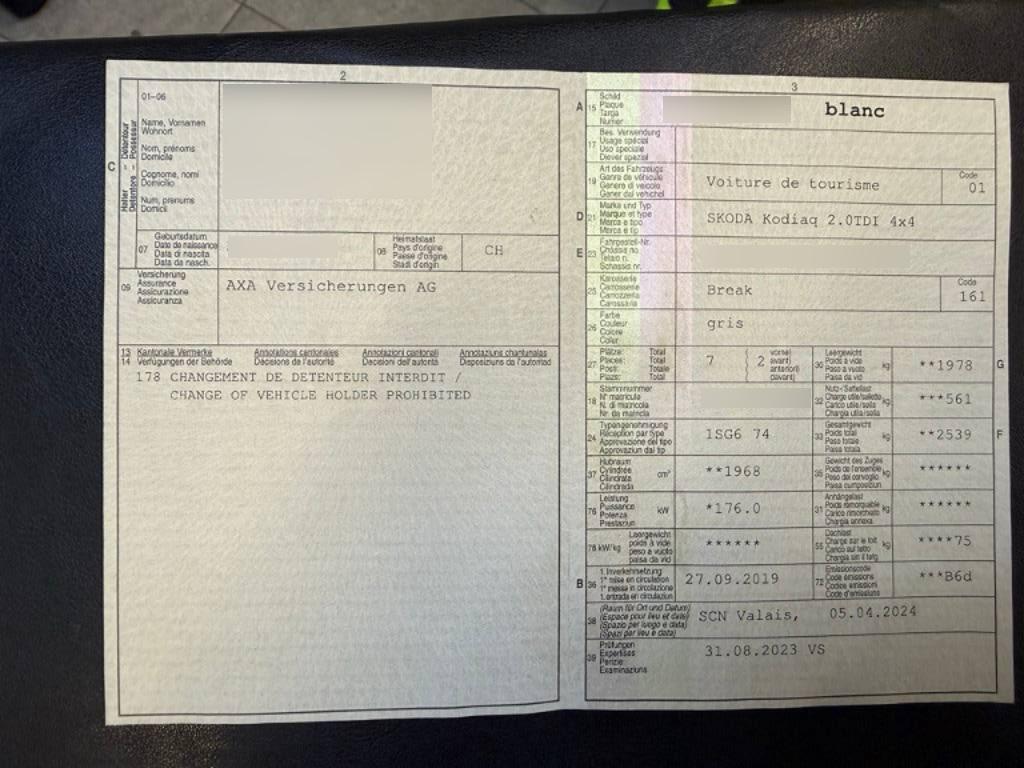 2
01-06
Halter
Detentore
Détenteur
Possessur
C
Name, Vornamen
Wohnort
Nom, prénoms
Domicile
Cognome, nomi
Domicilio
Num, prenums
Domicil
07
Geburtsdatum
Date de naissance
Data di nascita
Data da nasch.
Heimatstaat
Pays d'origine
Paese d'origine
Stadi d'origin
CH
09
Versicherung
Assurance
Assicurazione
Assicuranza
AXA Versicherungen AG
13 Kantonale Vermerke Annotations cantonales Annotazioni cantonali Annotaziuns chantunalas
14 Verfügungen der Behörde Décisions de l'autorité Decisioni dell'autorità Disposiziuns da l'autoritad
178 CHANGEMENT DE DETENTEUR INTERDIT /
CHANGE OF VEHICLE HOLDER PROHIBITED
3
A 15
Schild
Plaque
Targa
Numer
blanc
17
Bes. Verwendung
Usage spécial
Uso speciale
Diever spezial
19
Art des Fahrzeugs
Genre de véhicule
Genere di veicolo
Gener dal vehichel
Voiture de tourisme
Code
01
D 21
Marke und Typ
Marque et type
Marca e tipo
Marca e tip
SKODA Kodiaq 2.0TDI 4x4
E 23
Fahrgestell-Nr.
Châssis no.
Telaio n.
Schassis nr.
25
Karosserie
Carrosserie
Carrozzeria
Carossaria
Break
Code
161
26
Farbe
Couleur
Colore
Colur
gris
27
Plätze: Total
Places: Total
Posti: Totale
Plazs: Total
7
2
vorne)
avant)
anteriori)
davant)
30
Leergewicht
Poids à vide
Peso a vuoto
Paisa da vid
kg
**1978
G
18
Stammnummer
N° matricule
N. di matricola
Nr. da matricla
32
Nutz-/Sattellast
Charge utile/sellette
Carico utile/sella
Chargia utila/sella
kg
***561
24
Typengenehmigung
Réception par type
Approvazione del tipo
Approvaziun dal tip
1SG6 74
33
Gesamtgewicht
Poids total
Peso totale
Paisa totala
kg
**2539
F
37
Hubraum
Cylindrée
Cilindrata
Cilindrada
cm³
**1968
35
Gewicht des Zuges
Poids de l'ensemble
Peso del convoglio
Paisa cumposiziun
kg
******
76
Leistung
Puissance
Potenza
Prestaziun
kW
*176.0
31
Anhängelast
Poids remorquable
Carico rimorchiato
Chargia annexa
kg
******
78 kW/kg
Leergewicht
poids à vide
peso a vuoto
paisa da vid
******
55
Dachlast
Charge sur le toit
Carico sul tetto
Chargia sin il tetg
kg
****75
B 36
1. Inverkehrsetzung
1re mise en circulation
1a messa in circolazione
1. entrada en circulaziun
27.09.2019
72
Emissionscode
Code émissions
Codice emissioni
Code d'emissiuns
***B6d
38
(Raum für Ort und Datum)
(Espace pour lieu et date)
(Spazio per luogo e data)
(Spazi per lieu e data)
SCN Valais, 05.04.2024
39
Prüfungen
Expertises
Perizie
Examinaziuns
31.08.2023 VS